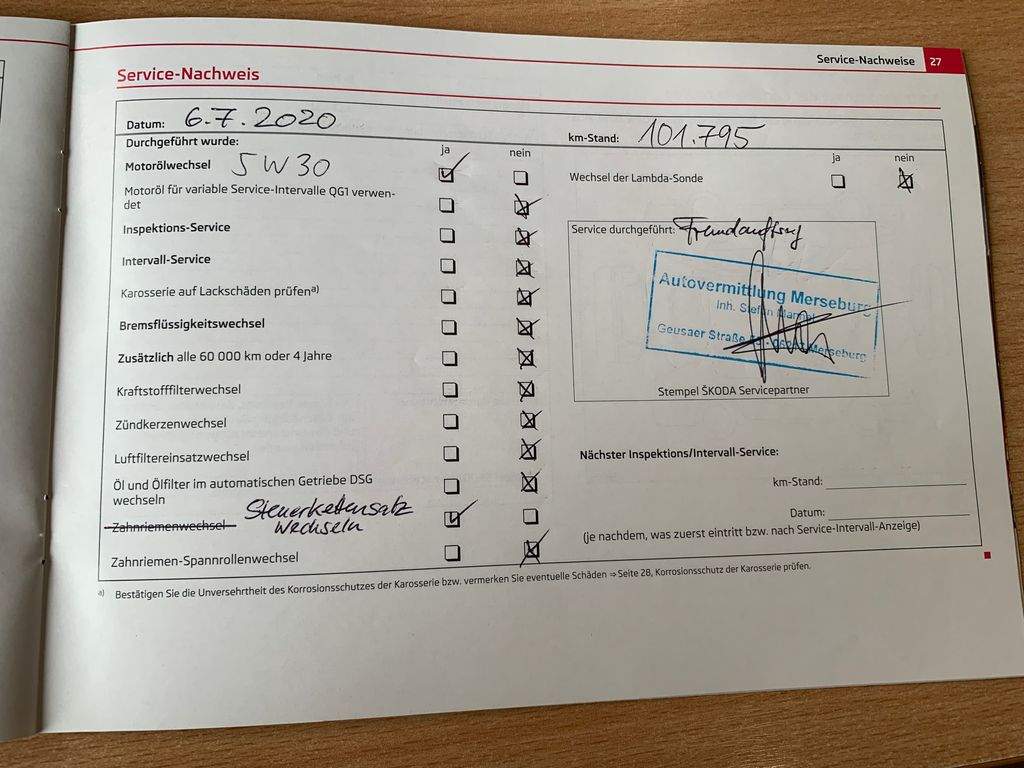 Service-Nachweise 27
Service-Nachweis
Datum: 6.7.2020
km-Stand: 101.795
Durchgeführt wurde:
ja nein
Motorölwechsel 5W30
Motoröl für variable Service-Intervalle QG1 verwen-
det
Inspektions-Service
Intervall-Service
Karosserie auf Lackschäden prüfen a)
Bremsflüssigkeitswechsel
Zusätzlich alle 60 000 km oder 4 Jahre
Kraftstofffilterwechsel
Zündkerzenwechsel
Luftfiltereinsatzwechsel
Öl und Ölfilter im automatischen Getriebe DSG
wechseln
Zahnriemenwechsel Steuerkettensatz
wechseln
Zahnriemen-Spannrollenwechsel
ja nein
Wechsel der Lambda-Sonde
Service durchgeführt:
Autovermittlung Merseburg
Inh. Stefan
Geusaer Straße Merseburg
Stempel ŠKODA Servicepartner
Nächster Inspektions/Intervall-Service:
km-Stand:
Datum:
(je nachdem, was zuerst eintritt bzw. nach Service-Intervall-Anzeige)
a) Bestätigen Sie die Unversehrtheit des Korrosionsschutzes der Karosserie bzw. vermerken Sie eventuelle Schäden ⇒ Seite 28, Korrosionsschutz der Karosserie prüfen.